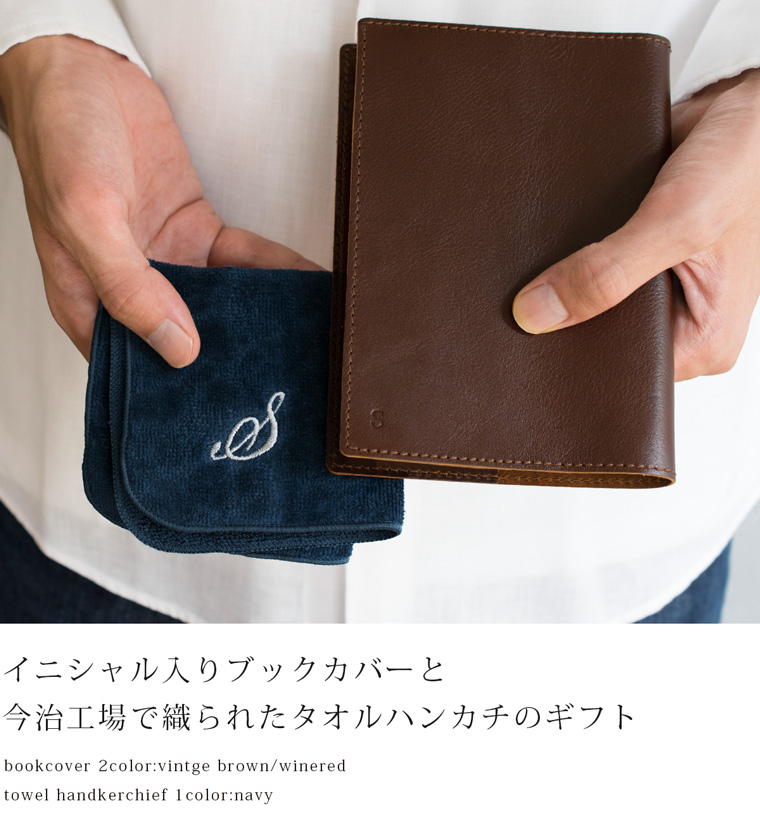 S
S
イニシャル入りブックカバーと
今治工場で織られたタオルハンカチのギフト
bookcover 2color:vintge brown/winered
towel handkerchief 1color:navy